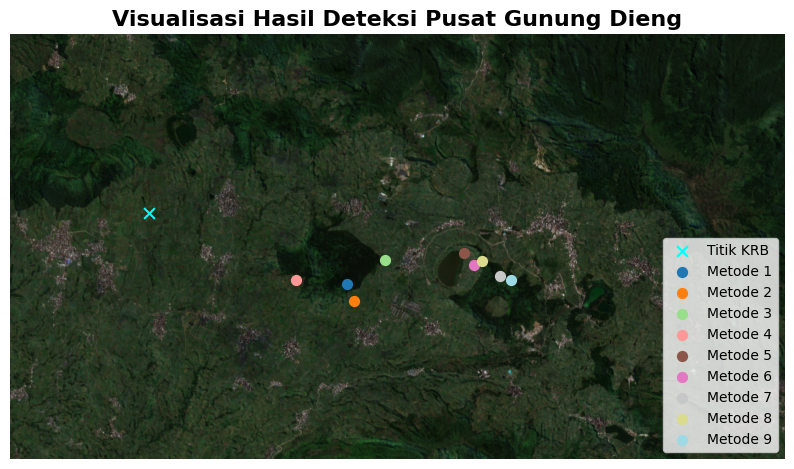 Visualisasi Hasil Deteksi Pusat Gunung Dieng
Titik KRB
Metode 1
Metode 2
Metode 3
Metode 4
Metode 5
Metode 6
Metode 7
Metode 8
Metode 9